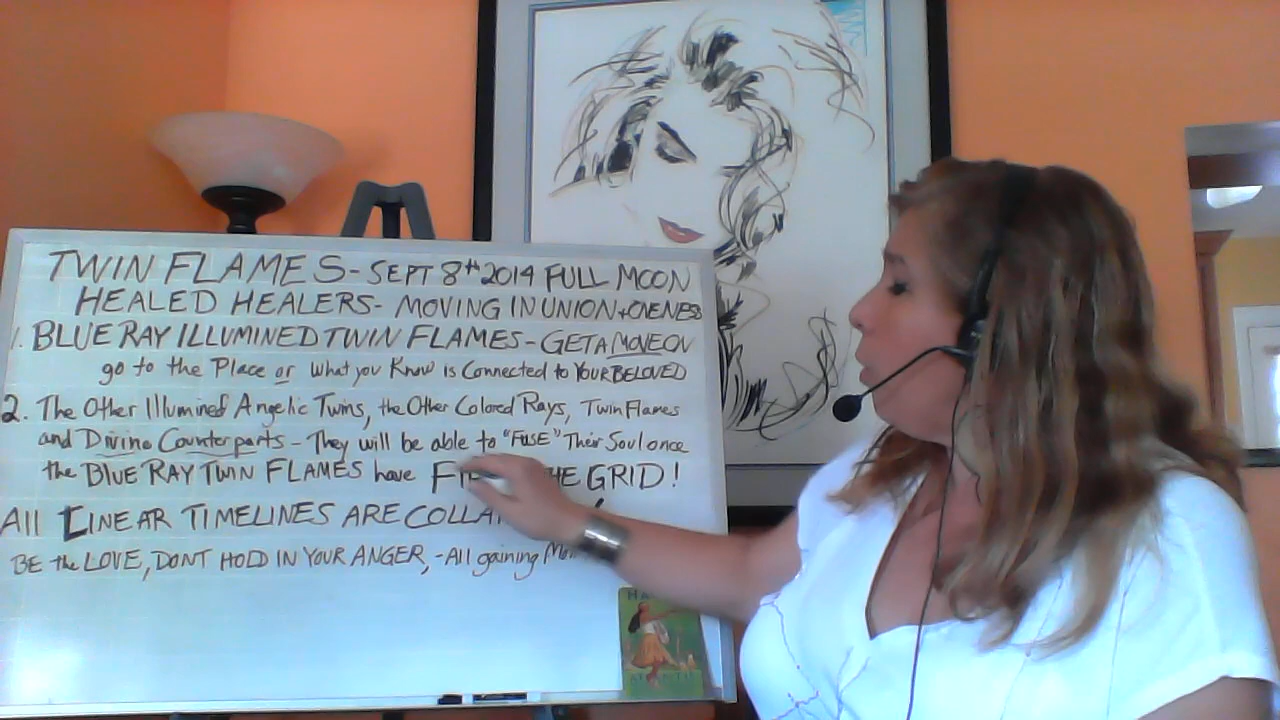 TWIN FLAMES - SEPT 8th 2014 FULL MOON
HEALED HEALERS - MOVING IN UNION + ONENESS
1. BLUE RAY ILLUMINED TWIN FLAMES - GET A MOVE ON
go to the Place or what you Know is Connected to YOUR BELOVED
2. The Other Illumined Angelic Twins, the Other Colored Rays, Twin Flames
and Divine Counterparts - They will be able to "FUSE" Their Soul once
the BLUE RAY TWIN FLAMES have THE GRID!
All LINEAR TIMELINES ARE
BE the LOVE, DONT HOLD IN YOUR ANGER, - All gaining